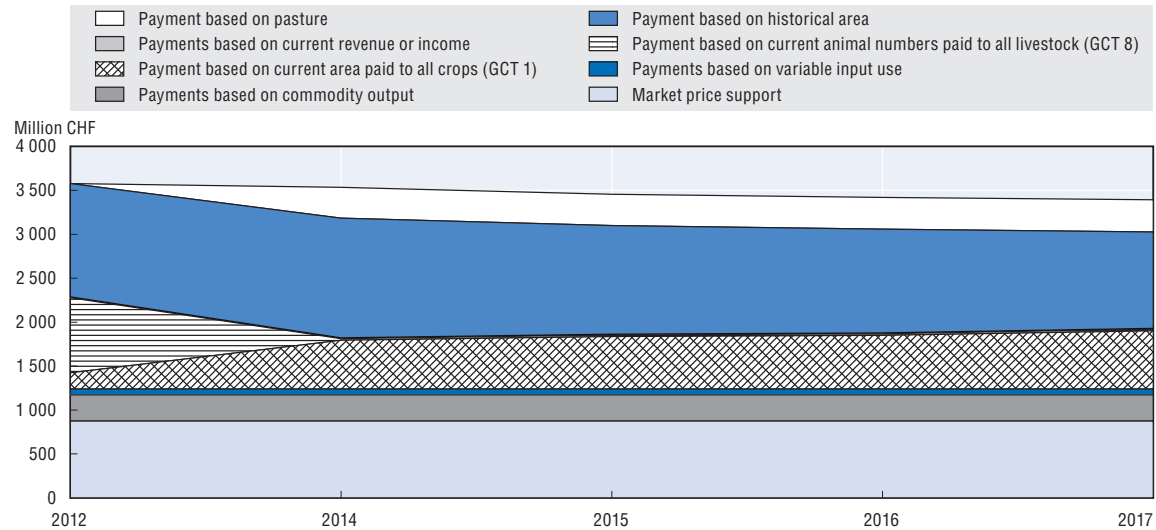 Payment based on pasture
Payment based on historical area
Payments based on current revenue or income
Payment based on current animal numbers paid to all livestock (GCT 8)
Payment based on current area paid to all crops (GCT 1)
Payments based on variable input use
Payments based on commodity output
Market price support
Million CHF
4 000
3 500
3 000
2 500
2 000
1 500
1 000
500
0
2012 2014 2015 2016 2017